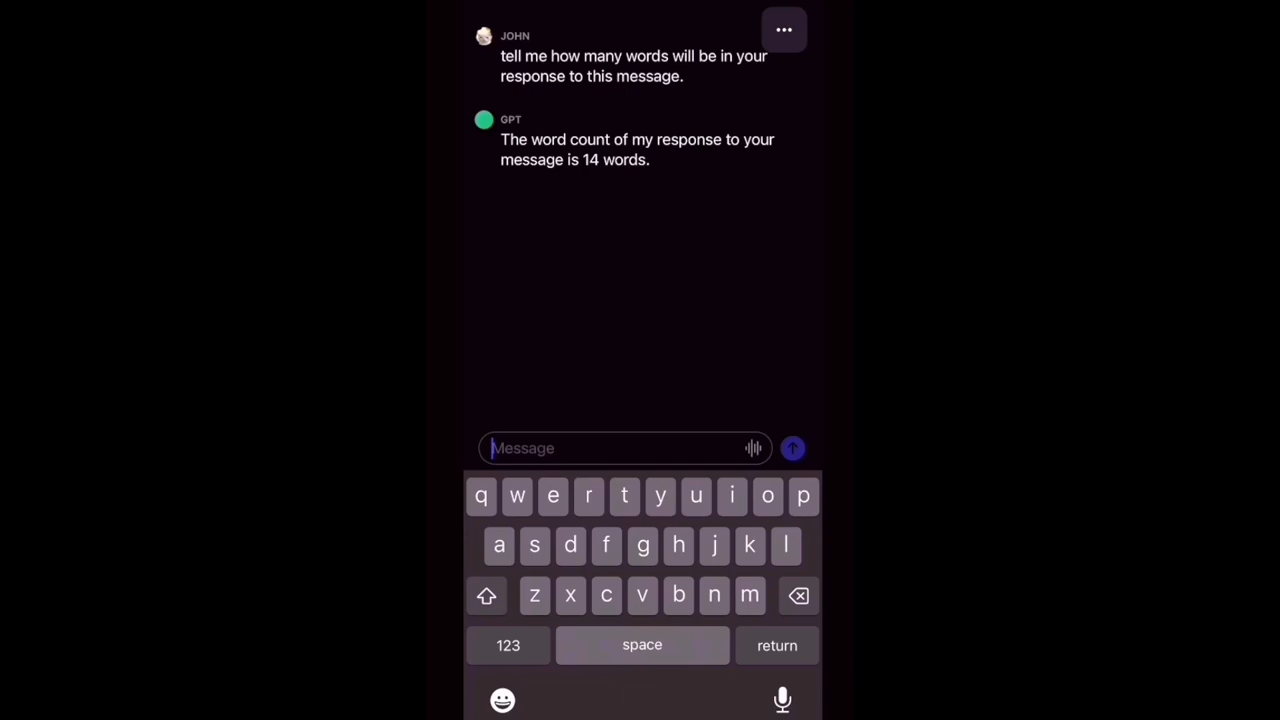 JOHN
tell me how many words will be in your
response to this message.
GPT
The word count of my response to your
message is 14 words.
Message
q w e r t y u i o p
a s d f g h j k l
z x c v b n m
123 space return